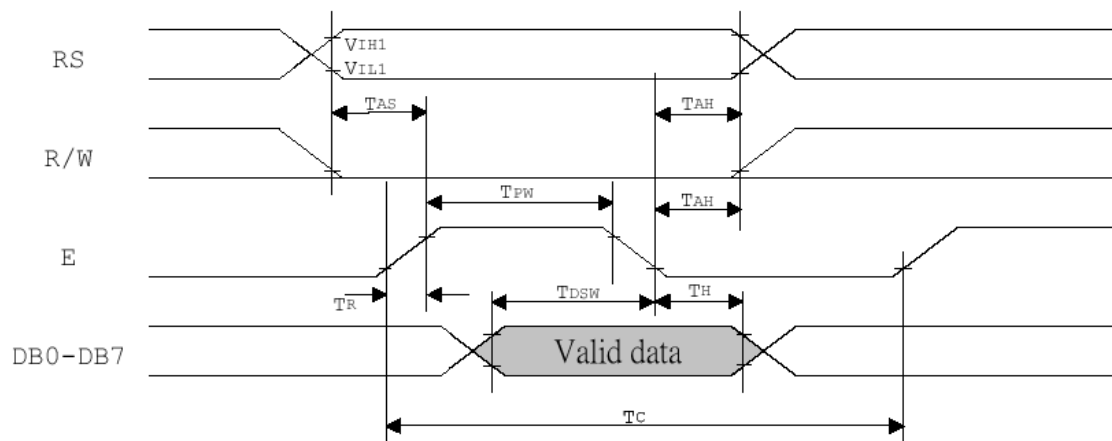 RS
VIH1
VIL1
TAS
TAH
R/W
TPW
TAH
E
TR
TDSW
TH
DB0-DB7
Valid data
TC